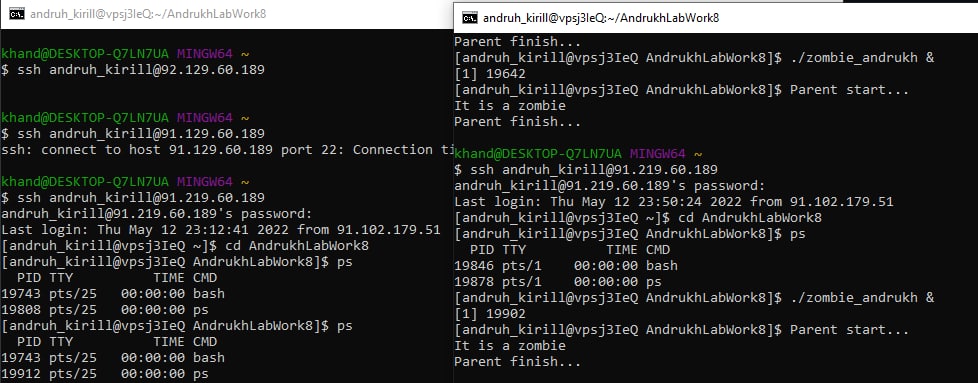 andruh_kirill@vpsj3IeQ:~/AndrukhLabWork8
khand@DESKTOP-Q7LN7UA MINGW64 ~
$ ssh andruh_kirill@92.129.60.189
khand@DESKTOP-Q7LN7UA MINGW64 ~
$ ssh andruh_kirill@91.129.60.189
ssh: connect to host 91.129.60.189 port 22: Connection ti
khand@DESKTOP-Q7LN7UA MINGW64 ~
$ ssh andruh_kirill@91.219.60.189
andruh_kirill@91.219.60.189's password:
Last login: Thu May 12 23:12:41 2022 from 91.102.179.51
[andruh_kirill@vpsj3IeQ ~]$ cd AndrukhLabWork8
[andruh_kirill@vpsj3IeQ AndrukhLabWork8]$ ps
PID TTY TIME CMD
19743 pts/25 00:00:00 bash
19808 pts/25 00:00:00 ps
[andruh_kirill@vpsj3IeQ AndrukhLabWork8]$ ps
PID TTY TIME CMD
19743 pts/25 00:00:00 bash
19912 pts/25 00:00:00 ps
andruh_kirill@vpsj3IeQ:~/AndrukhLabWork8
Parent finish...
[andruh_kirill@vpsj3IeQ AndrukhLabWork8]$ ./zombie_andrukh &
[1] 19642
[andruh_kirill@vpsj3IeQ AndrukhLabWork8]$ Parent start...
It is a zombie
Parent finish...
khand@DESKTOP-Q7LN7UA MINGW64 ~
$ ssh andruh_kirill@91.219.60.189
andruh_kirill@91.219.60.189's password:
Last login: Thu May 12 23:50:24 2022 from 91.102.179.51
[andruh_kirill@vpsj3IeQ ~]$ cd AndrukhLabWork8
[andruh_kirill@vpsj3IeQ AndrukhLabWork8]$ ps
PID TTY TIME CMD
19846 pts/1 00:00:00 bash
19878 pts/1 00:00:00 ps
[andruh_kirill@vpsj3IeQ AndrukhLabWork8]$ ./zombie_andrukh &
[1] 19902
[andruh_kirill@vpsj3IeQ AndrukhLabWork8]$ Parent start...
It is a zombie
Parent finish...